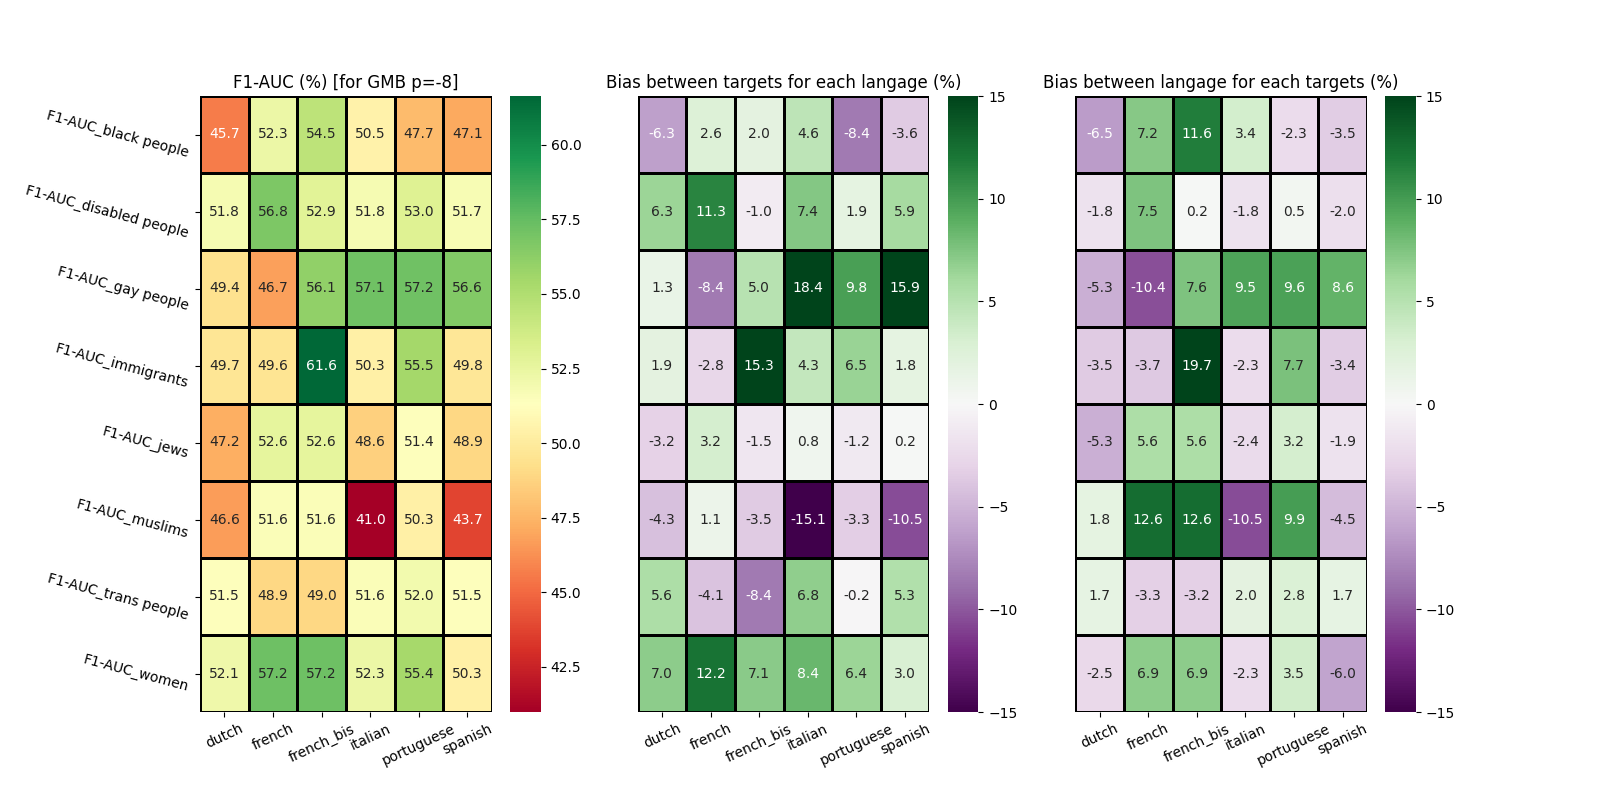 F1-AUC (%) [for GMB p=-8]
F1-AUC_black people 45.7 52.3 54.5 50.5 47.7 47.1
F1-AUC_disabled people 51.8 56.8 52.9 51.8 53.0 51.7
F1-AUC_gay people 49.4 46.7 56.1 57.1 57.2 56.6
F1-AUC_immigrants 49.7 49.6 61.6 50.3 55.5 49.8
F1-AUC_jews 47.2 52.6 52.6 48.6 51.4 48.9
F1-AUC_muslims 46.6 51.6 51.6 41.0 50.3 43.7
F1-AUC_trans people 51.5 48.9 49.0 51.6 52.0 51.5
F1-AUC_women 52.1 57.2 57.2 52.3 55.4 50.3
dutch french french_bis italian portuguese spanish
60.0
57.5
55.0
52.5
50.0
47.5
45.0
42.5
Bias between targets for each langage (%)
-6.3 2.6 2.0 4.6 -8.4 -3.6
6.3 11.3 -1.0 7.4 1.9 5.9
1.3 -8.4 5.0 18.4 9.8 15.9
1.9 -2.8 15.3 4.3 6.5 1.8
-3.2 3.2 -1.5 0.8 -1.2 0.2
-4.3 1.1 -3.5 -15.1 -3.3 -10.5
5.6 -4.1 -8.4 6.8 -0.2 5.3
7.0 12.2 7.1 8.4 6.4 3.0
dutch french french_bis italian portuguese spanish
15
10
5
0
−5
−10
−15
Bias between langage for each targets (%)
-6.5 7.2 11.6 3.4 -2.3 -3.5
-1.8 7.5 0.2 -1.8 0.5 -2.0
-5.3 -10.4 7.6 9.5 9.6 8.6
-3.5 -3.7 19.7 -2.3 7.7 -3.4
-5.3 5.6 5.6 -2.4 3.2 -1.9
1.8 12.6 12.6 -10.5 9.9 -4.5
1.7 -3.3 -3.2 2.0 2.8 1.7
-2.5 6.9 6.9 -2.3 3.5 -6.0
dutch french french_bis italian portuguese spanish
15
10
5
0
−5
−10
−15